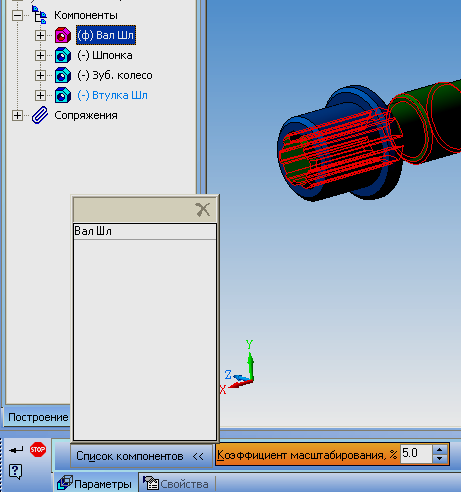 Компоненты
(ф) Вал Шл
(-) Шпонка
(-) Зуб. колесо
(-) Втулка Шл
Сопряжения
Вал Шл
Y
Z
X
Построение
STOP
Список компонентов <<
Коэффициент масштабирования, % 5.0
Параметры
Свойства